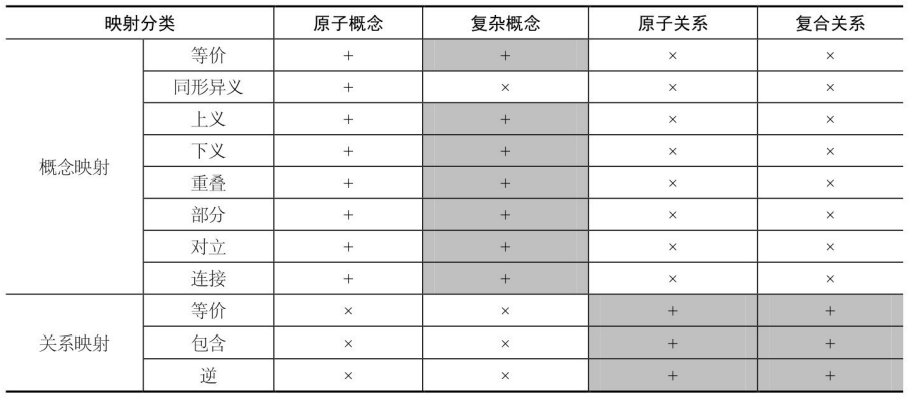 映射分类 原子概念 复杂概念 原子关系 复合关系
等价 + + × ×
同形异义 + × × ×
上义 + + × ×
下义 + + × ×
概念映射
重叠 + + × ×
部分 + + × ×
对立 + + × ×
连接 + + × ×
等价 × × + +
关系映射 包含 × × + +
逆 × × + +